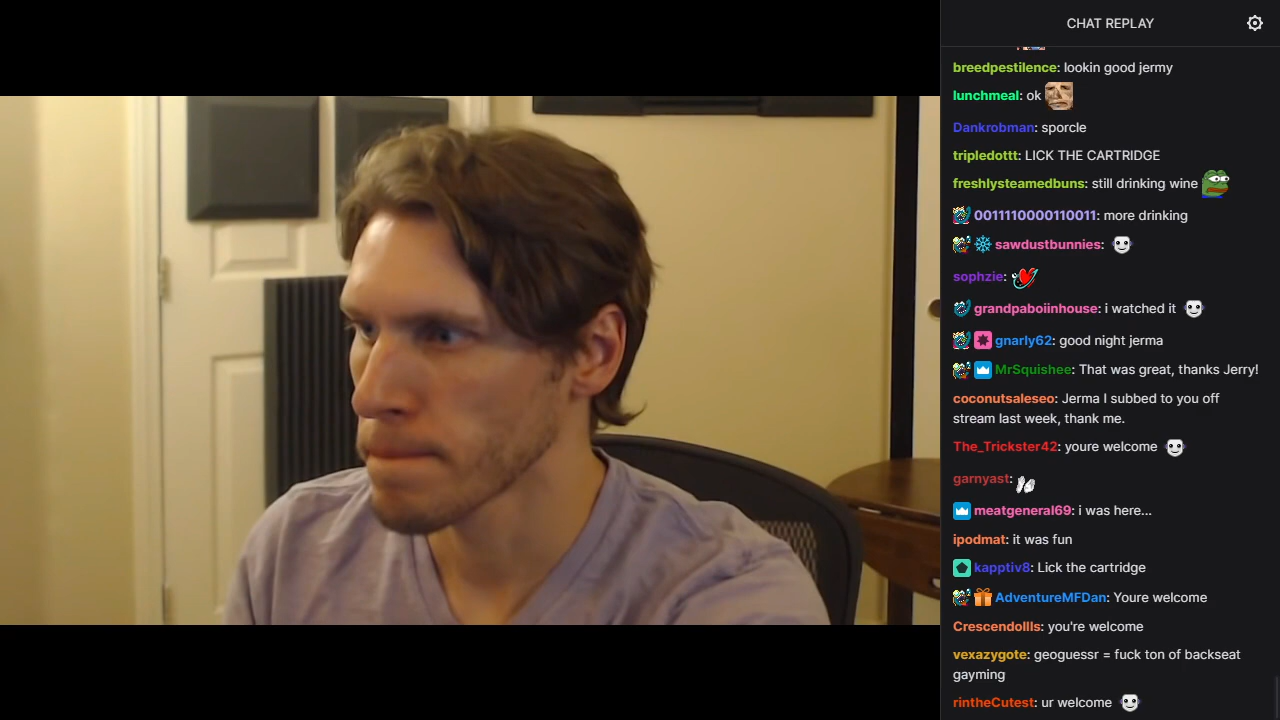 CHAT REPLAY
breedpestilence: lookin good jermy
lunchmeal: ok
Dankrobman: sporcle
tripledottt: LICK THE CARTRIDGE
freshlysteamedbuns: still drinking wine
0011110000110011: more drinking
sawdustbunnies:
sophzie:
grandpaboiinhouse: i watched it
gnarly62: good night jerma
MrSquishee: That was great, thanks Jerry!
coconutsaleseo: Jerma I subbed to you off
stream last week, thank me.
The_Trickster42: youre welcome
garnyast:
meatgeneral69: i was here...
ipodmat: it was fun
kapptiv8: Lick the cartridge
AdventureMFDan: Youre welcome
Crescendollls: you're welcome
vexazygote: geoguessr = fuck ton of backseat
gayming
rintheCutest: ur welcome